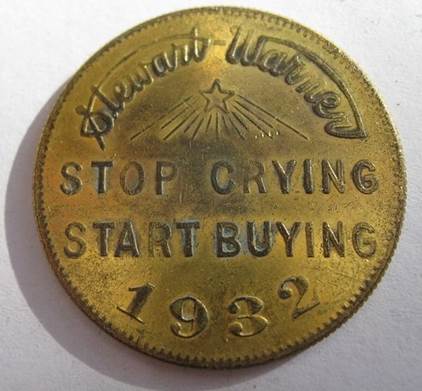 Stewart-Warner
STOP CRYING
START BUYING
1932